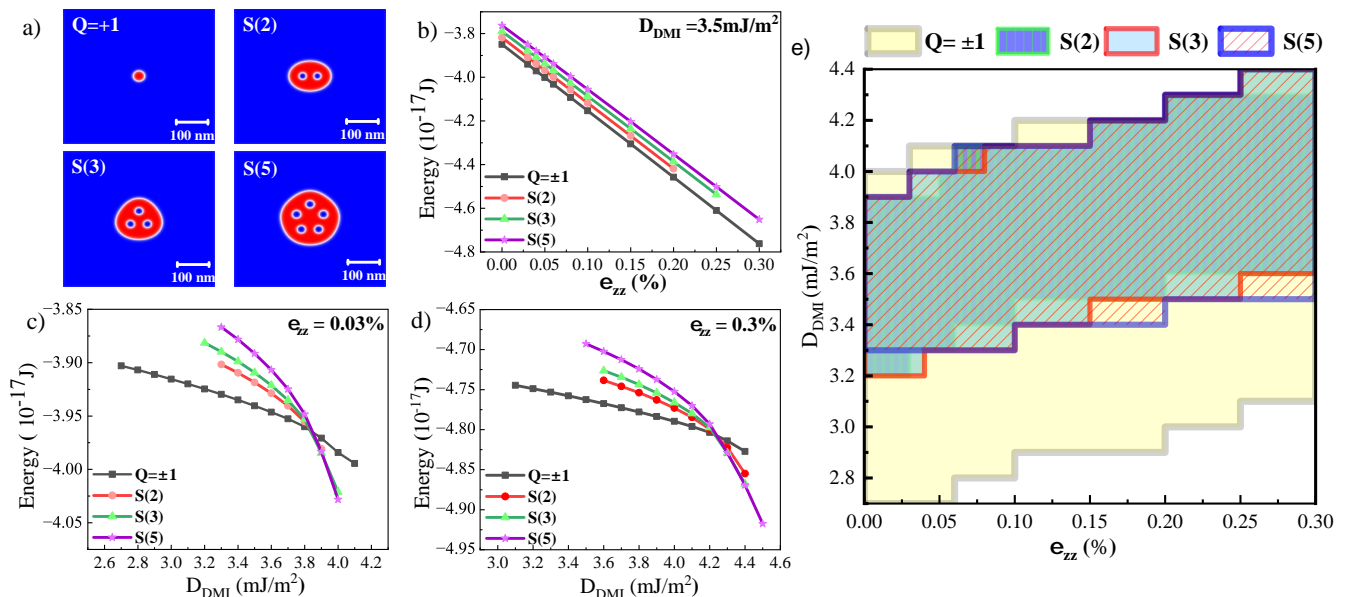 a)
Q=+1
S(2)
100 nm
100 nm
S(3)
S(5)
100 nm
100 nm
b)
D_DMI =3.5mJ/m²
−3.8
−4.0
−4.2
−4.4
−4.6
−4.8
Energy (10⁻¹⁷J)
Q=±1
S(2)
S(3)
S(5)
0.00 0.05 0.10 0.15 0.20 0.25 0.30
e_zz (%)
c)
e_zz = 0.03%
−3.85
−3.90
−3.95
−4.00
−4.05
Energy ( 10⁻¹⁷J)
Q=±1
S(2)
S(3)
S(5)
2.6 2.8 3.0 3.2 3.4 3.6 3.8 4.0 4.2
D_DMI (mJ/m²)
d)
e_zz = 0.3%
−4.65
−4.70
−4.75
−4.80
−4.85
−4.90
−4.95
Energy (10⁻¹⁷J)
Q=±1
S(2)
S(3)
S(5)
3.0 3.2 3.4 3.6 3.8 4.0 4.2 4.4 4.6
D_DMI (mJ/m²)
e)
Q= ±1 S(2) S(3) S(5)
4.4
4.2
4.0
3.8
3.6
3.4
3.2
3.0
2.8
D_DMI (mJ/m²)
0.00 0.05 0.10 0.15 0.20 0.25 0.30
e_zz (%)